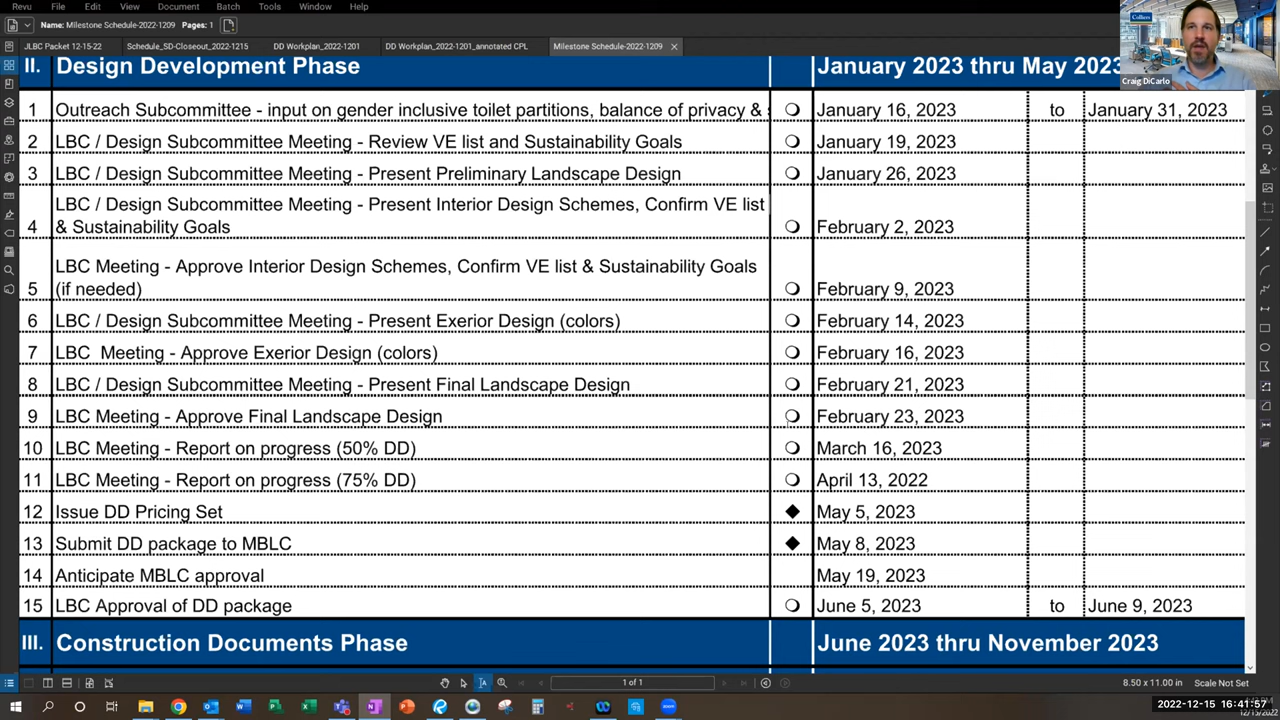 Revu File Edit View Document Batch Tools Window Help
Name: Milestone Schedule-2022-1209 Pages: 1
JLBC Packet 12-15-22 Schedule_SD-Closeout_2022-1215 DD Workplan_2022-1201 DD Workplan_2022-1201_annotated CPL Milestone Schedule-2022-1209
Colliers
Craig DiCarlo
II. Design Development Phase January 2023 thru May 2023
1 Outreach Subcommittee - input on gender inclusive toilet partitions, balance of privacy & January 16, 2023 to January 31, 2023
2 LBC / Design Subcommittee Meeting - Review VE list and Sustainability Goals January 19, 2023
3 LBC / Design Subcommittee Meeting - Present Preliminary Landscape Design January 26, 2023
LBC / Design Subcommittee Meeting - Present Interior Design Schemes, Confirm VE list
4 & Sustainability Goals February 2, 2023
LBC Meeting - Approve Interior Design Schemes, Confirm VE list & Sustainability Goals
5 (if needed) February 9, 2023
6 LBC / Design Subcommittee Meeting - Present Exerior Design (colors) February 14, 2023
7 LBC Meeting - Approve Exerior Design (colors) February 16, 2023
8 LBC / Design Subcommittee Meeting - Present Final Landscape Design February 21, 2023
9 LBC Meeting - Approve Final Landscape Design February 23, 2023
10 LBC Meeting - Report on progress (50% DD) March 16, 2023
11 LBC Meeting - Report on progress (75% DD) April 13, 2022
12 Issue DD Pricing Set May 5, 2023
13 Submit DD package to MBLC May 8, 2023
14 Anticipate MBLC approval May 19, 2023
15 LBC Approval of DD package June 5, 2023 to June 9, 2023
III. Construction Documents Phase June 2023 thru November 2023
1 of 1 8.50 x 11.00 in Scale Not Set
2022-12-15 16:41:57
12/15/2022